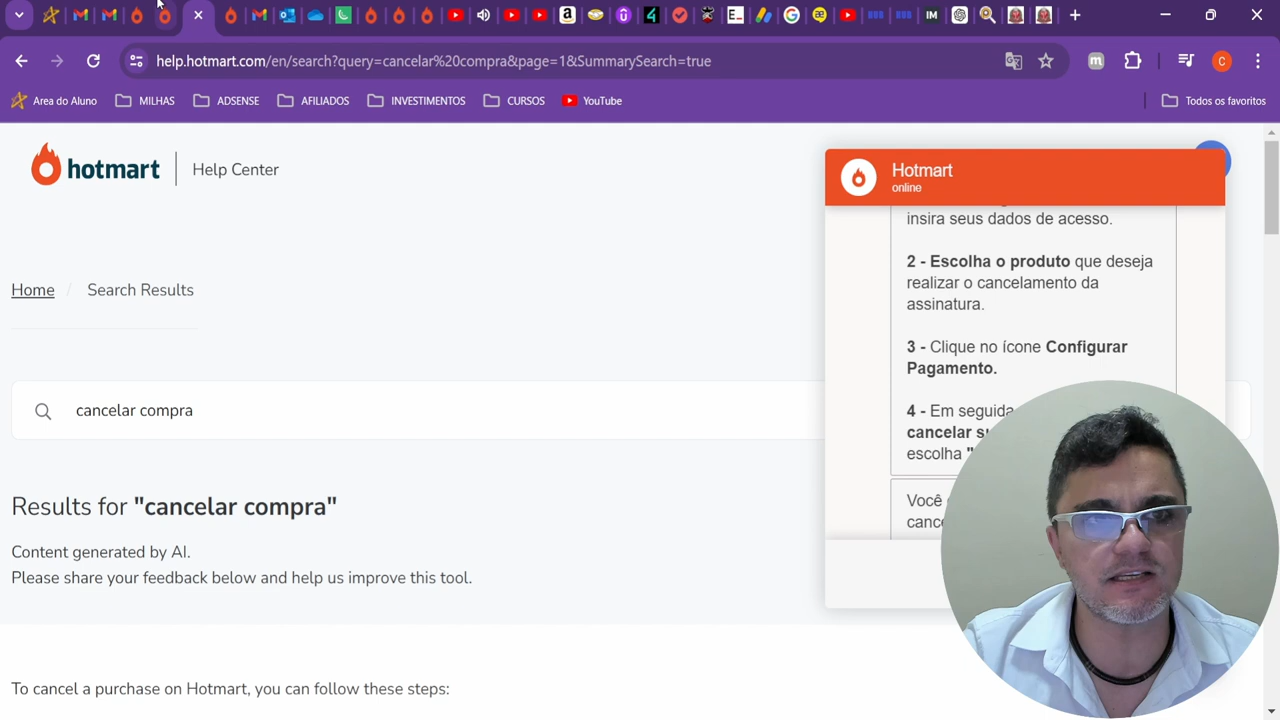 help.hotmart.com/en/search?query=cancelar%20compra&page=1&SummarySearch=true
Area do Aluno
MILHAS
ADSENSE
AFILIADOS
INVESTIMENTOS
CURSOS
YouTube
Todos os favoritos
hotmart
Help Center
Home / Search Results
cancelar compra
Results for "cancelar compra"
Content generated by AI.
Please share your feedback below and help us improve this tool.
To cancel a purchase on Hotmart, you can follow these steps:
Hotmart
online
insira seus dados de acesso.
2 - Escolha o produto que deseja
realizar o cancelamento da
assinatura.
3 - Clique no ícone Configurar
Pagamento.
4 - Em seguida
cancelar
escolha "
Você